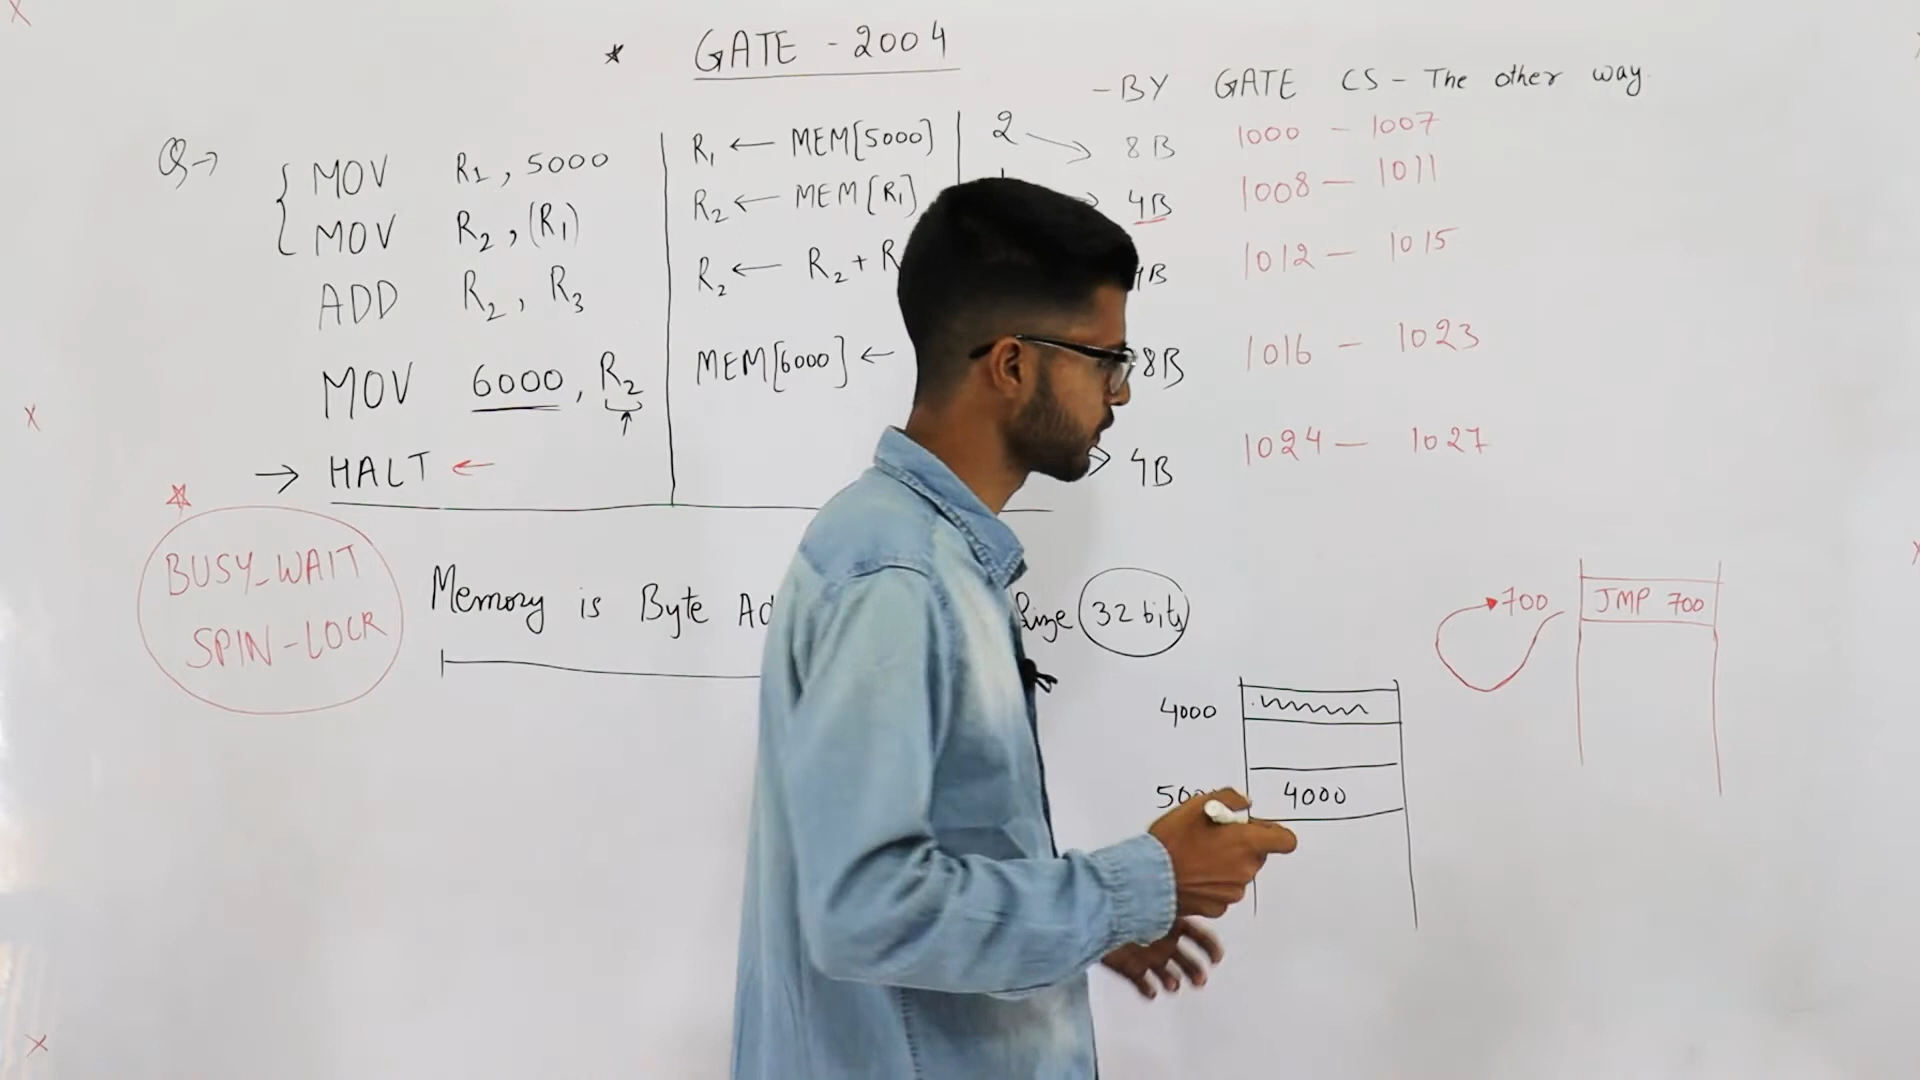 * GATE - 2004
- BY GATE CS - The other way
Q→
MOV R1, 5000
R1 ← MEM[5000]
2 → 8B 1000 - 1007
MOV R2, (R1)
R2 ← MEM[R1]
4B 1008 - 1011
ADD R2, R3
R2 ← R2 + R
4B 1012 - 1015
MOV 6000, R2
MEM[6000] ←
8B 1016 - 1023
→ HALT ←
4B 1024 - 1027
BUSY_WAIT
SPIN-LOCK
Memory is Byte Ad
Size 32 bits
700 JMP 700
4000
500
4000